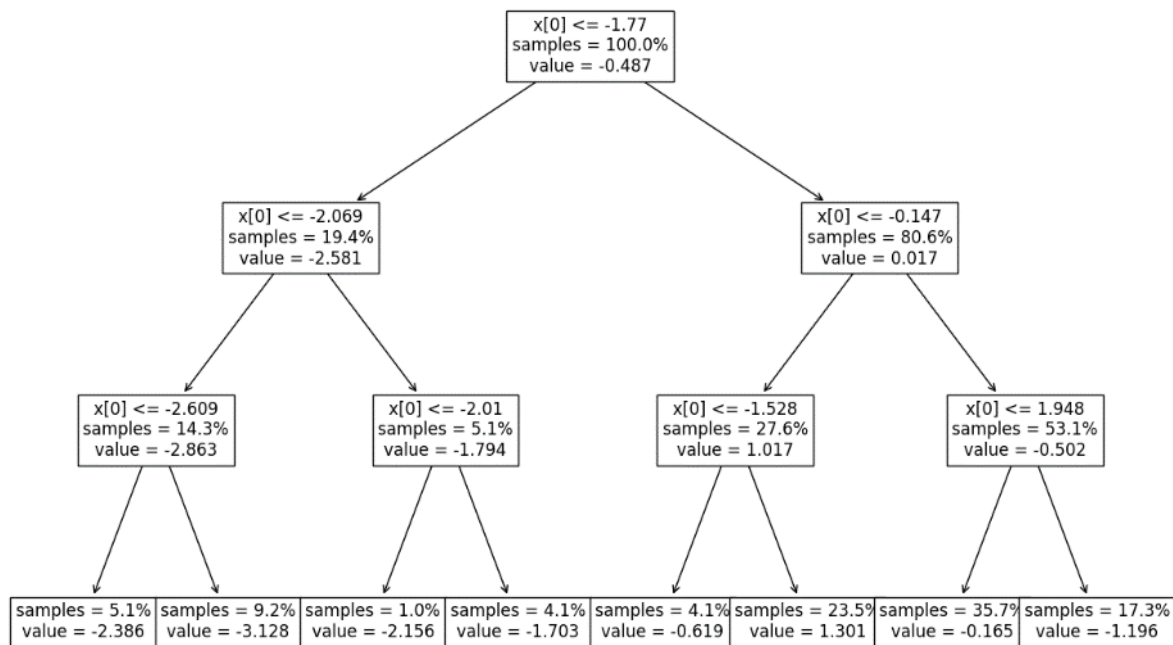 x[0] <= -1.77
samples = 100.0%
value = -0.487
x[0] <= -2.069
samples = 19.4%
value = -2.581
x[0] <= -0.147
samples = 80.6%
value = 0.017
x[0] <= -2.609
samples = 14.3%
value = -2.863
x[0] <= -2.01
samples = 5.1%
value = -1.794
x[0] <= -1.528
samples = 27.6%
value = 1.017
x[0] <= 1.948
samples = 53.1%
value = -0.502
samples = 5.1%
value = -2.386
samples = 9.2%
value = -3.128
samples = 1.0%
value = -2.156
samples = 4.1%
value = -1.703
samples = 4.1%
value = -0.619
samples = 23.5%
value = 1.301
samples = 35.7%
value = -0.165
samples = 17.3%
value = -1.196